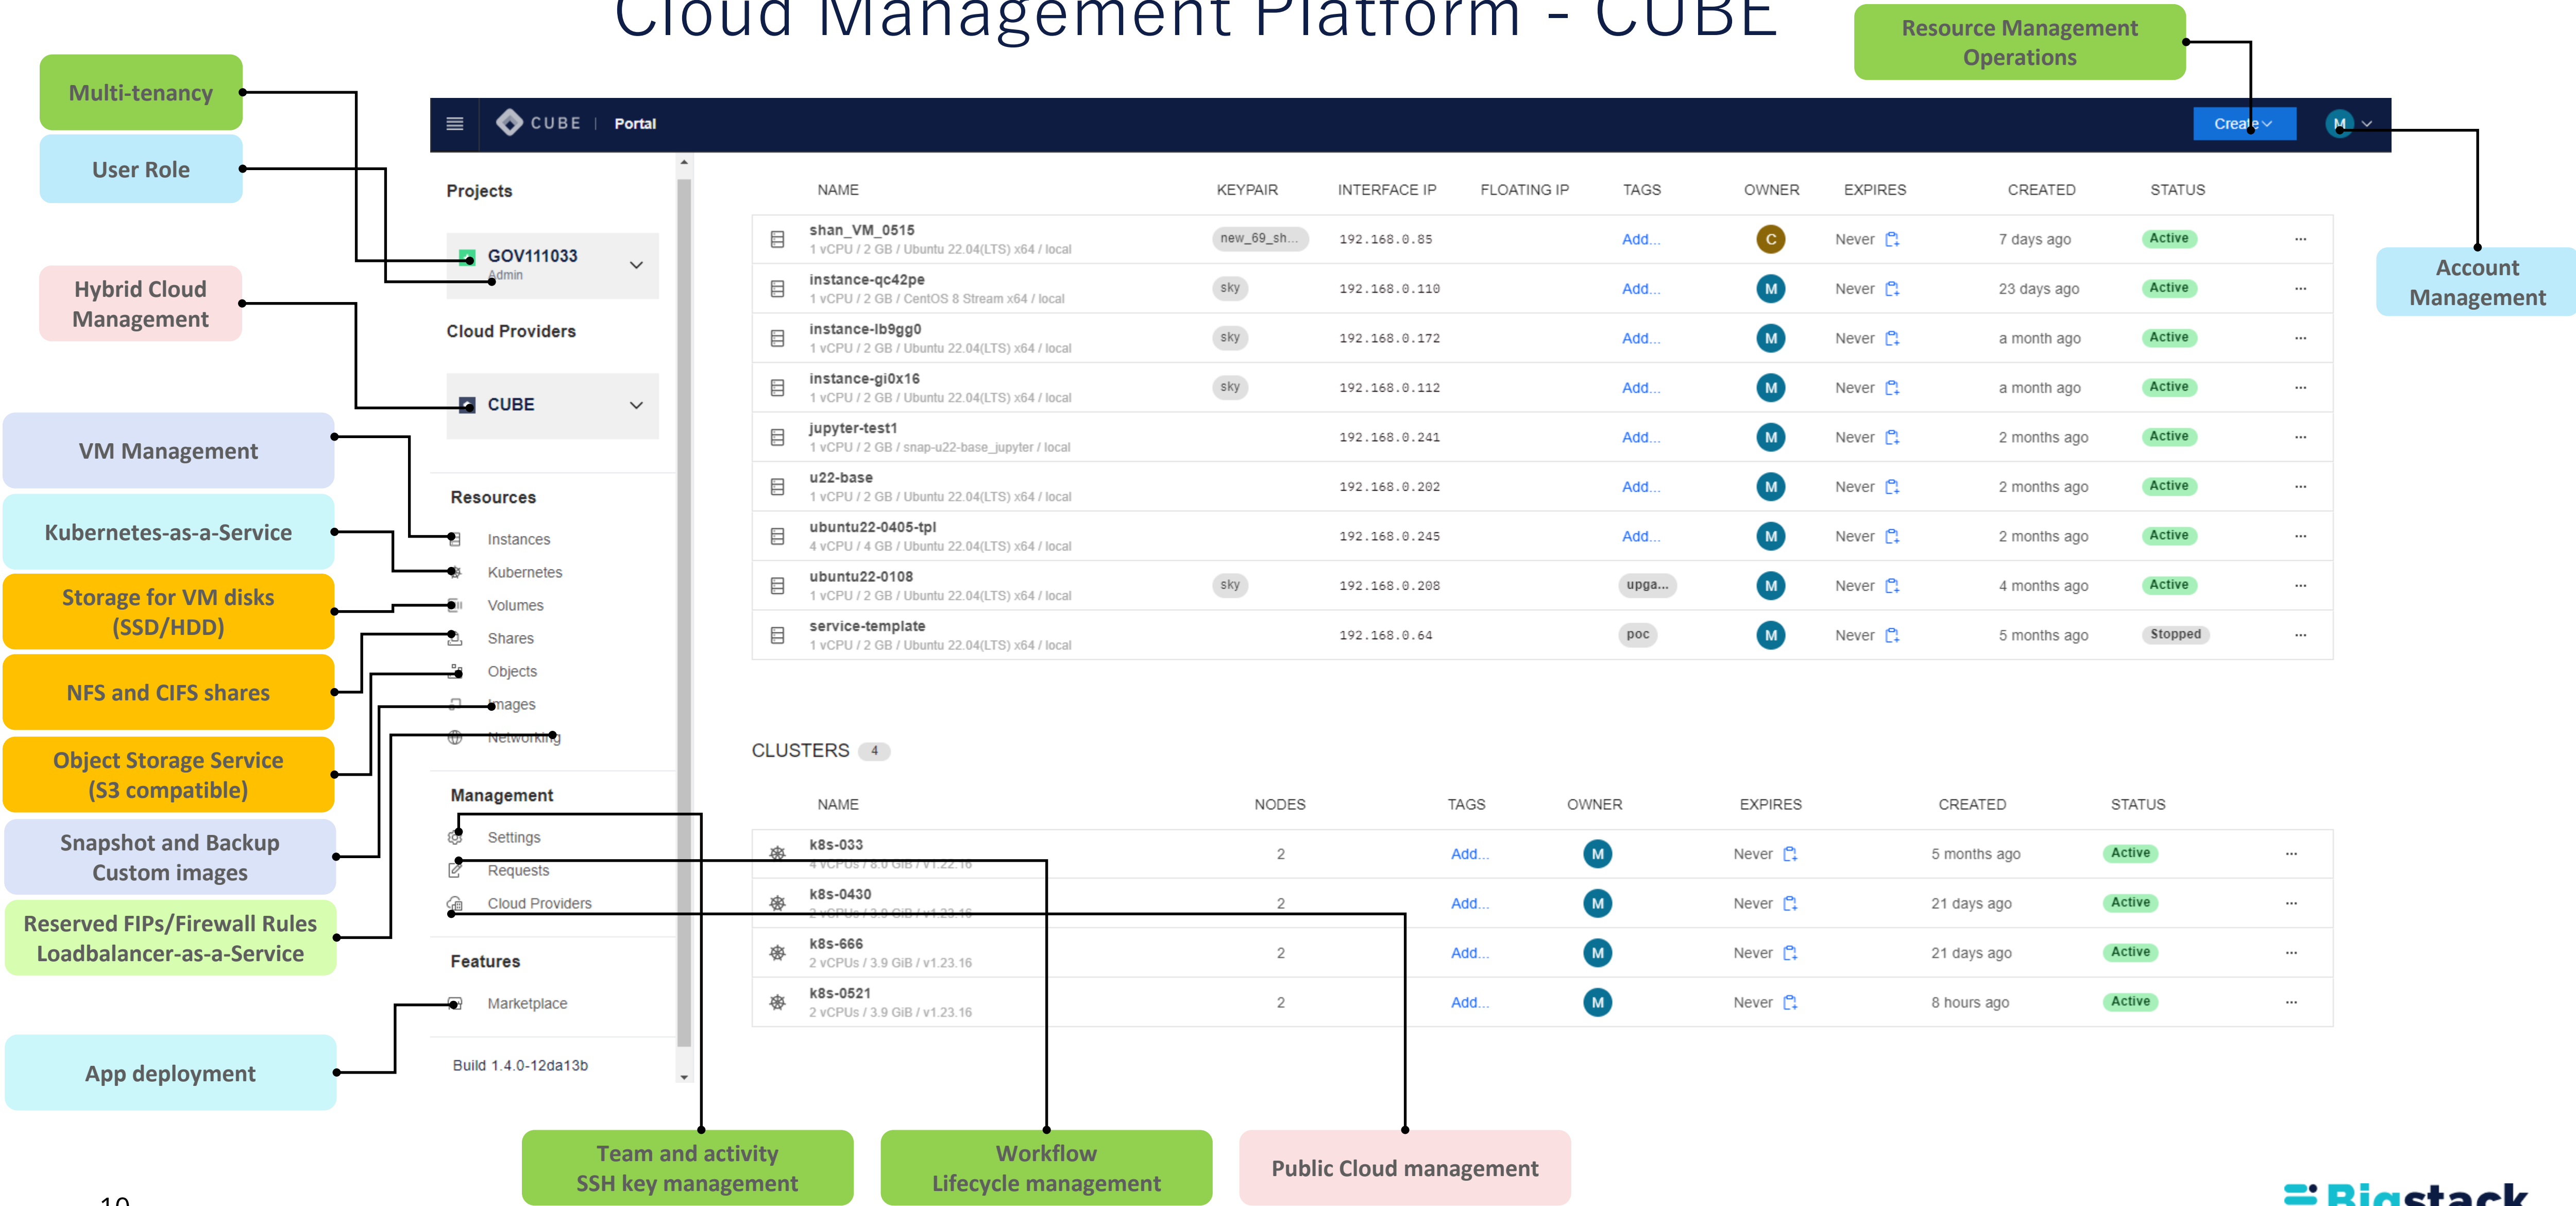 Cloud Management Platform - CUBE
Resource Management
Operations
Multi-tenancy
User Role
Hybrid Cloud
Management
VM Management
Kubernetes-as-a-Service
Storage for VM disks
(SSD/HDD)
NFS and CIFS shares
Object Storage Service
(S3 compatible)
Snapshot and Backup
Custom images
Reserved FIPs/Firewall Rules
Loadbalancer-as-a-Service
App deployment
CUBE | Portal
Create
M
Account
Management
Projects
GOV111033
Admin
Cloud Providers
CUBE
Resources
Instances
Kubernetes
Volumes
Shares
Objects
Images
Networking
Management
Settings
Requests
Cloud Providers
Features
Marketplace
Build 1.4.0-12da13b
NAME KEYPAIR INTERFACE IP FLOATING IP TAGS OWNER EXPIRES CREATED STATUS
shan_VM_0515 new_69_sh... 192.168.0.85 Add... C Never 7 days ago Active ...
1 vCPU / 2 GB / Ubuntu 22.04(LTS) x64 / local
instance-qc42pe sky 192.168.0.110 Add... M Never 23 days ago Active ...
1 vCPU / 2 GB / CentOS 8 Stream x64 / local
instance-lb9gg0 sky 192.168.0.172 Add... M Never a month ago Active ...
1 vCPU / 2 GB / Ubuntu 22.04(LTS) x64 / local
instance-gi0x16 sky 192.168.0.112 Add... M Never a month ago Active ...
1 vCPU / 2 GB / Ubuntu 22.04(LTS) x64 / local
jupyter-test1 192.168.0.241 Add... M Never 2 months ago Active ...
1 vCPU / 2 GB / snap-u22-base_jupyter / local
u22-base 192.168.0.202 Add... M Never 2 months ago Active ...
1 vCPU / 2 GB / Ubuntu 22.04(LTS) x64 / local
ubuntu22-0405-tpl 192.168.0.245 Add... M Never 2 months ago Active ...
4 vCPU / 4 GB / Ubuntu 22.04(LTS) x64 / local
ubuntu22-0108 sky 192.168.0.208 upga... M Never 4 months ago Active ...
1 vCPU / 2 GB / Ubuntu 22.04(LTS) x64 / local
service-template 192.168.0.64 poc M Never 5 months ago Stopped ...
1 vCPU / 2 GB / Ubuntu 22.04(LTS) x64 / local
CLUSTERS 4
NAME NODES TAGS OWNER EXPIRES CREATED STATUS
k8s-033 2 Add... M Never 5 months ago Active ...
4 vCPUs / 8.0 GiB / v1.22.16
k8s-0430 2 Add... M Never 21 days ago Active ...
2 vCPUs / 3.9 GiB / v1.23.16
k8s-666 2 Add... M Never 21 days ago Active ...
2 vCPUs / 3.9 GiB / v1.23.16
k8s-0521 2 Add... M Never 8 hours ago Active ...
2 vCPUs / 3.9 GiB / v1.23.16
Team and activity
SSH key management
Workflow
Lifecycle management
Public Cloud management
10
Bigstack